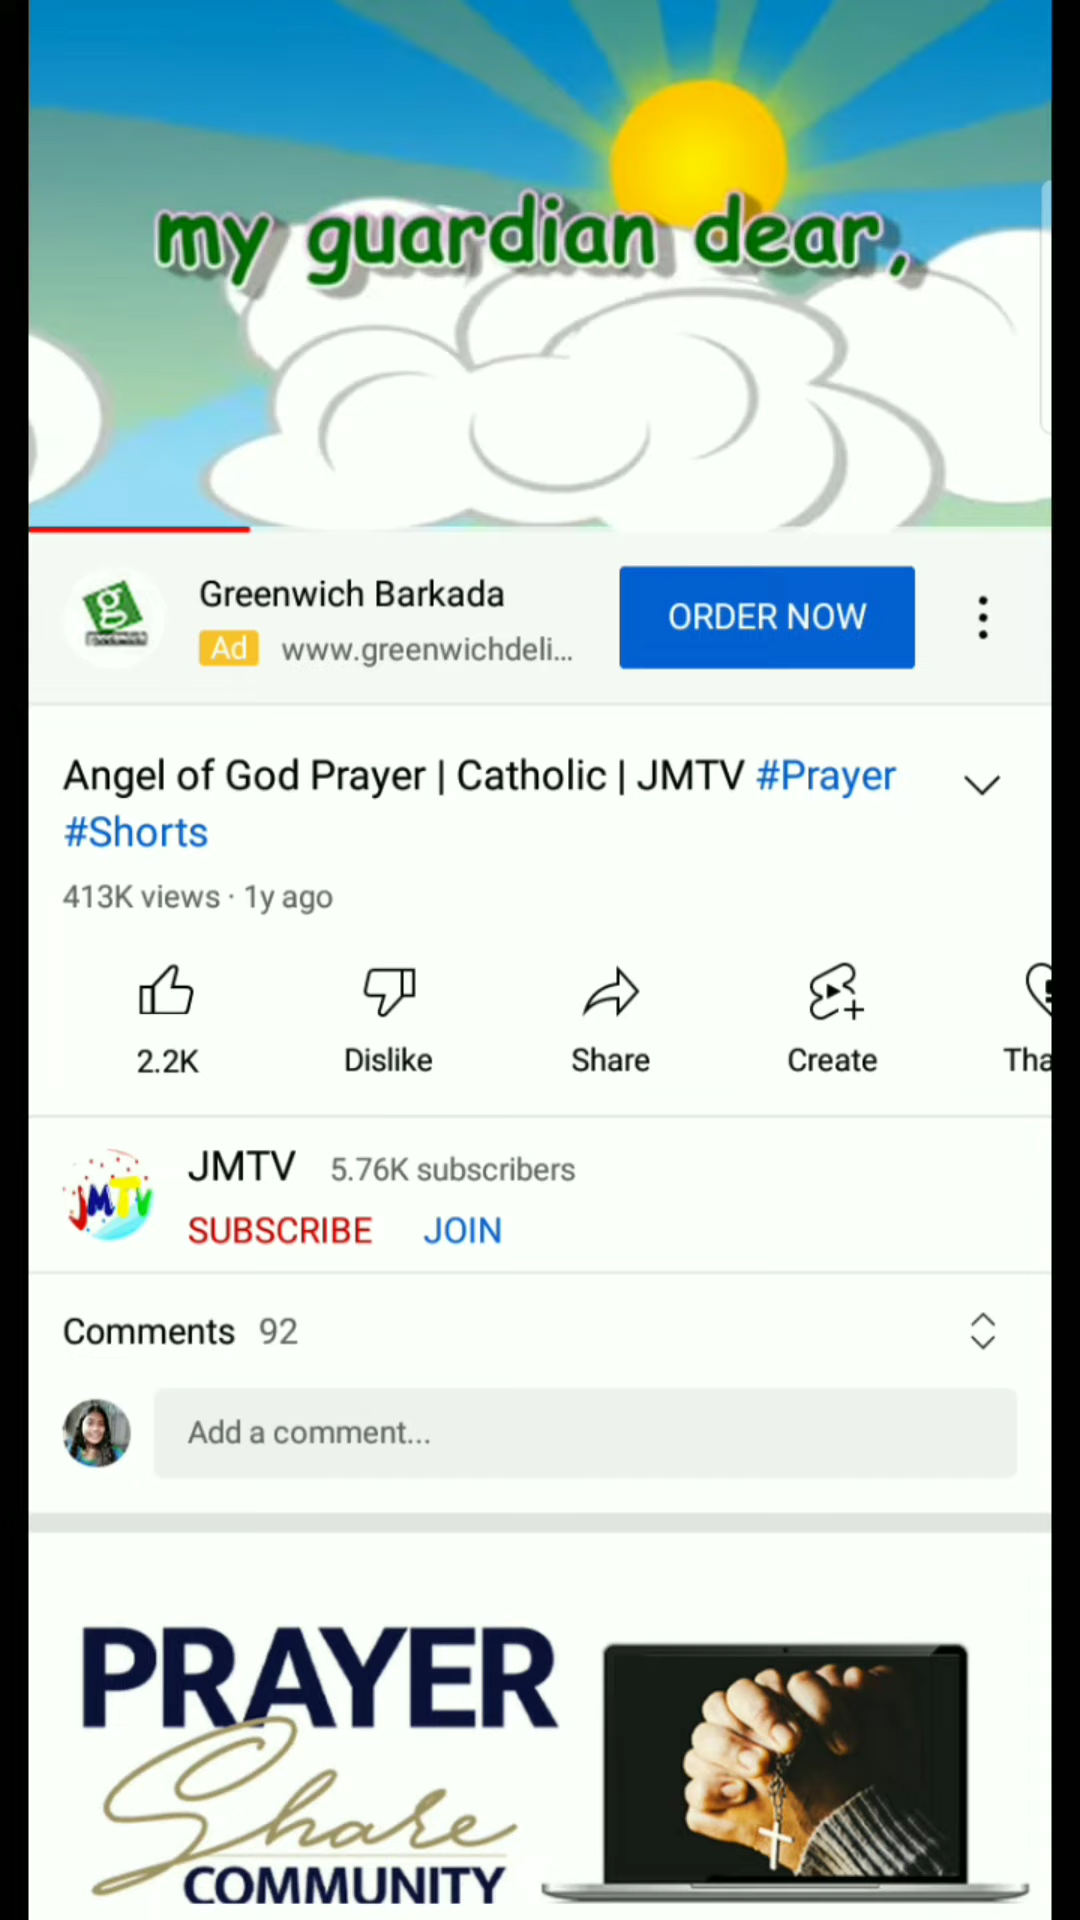 my guardian dear,
g
Greenwich Barkada
Ad www.greenwichdeli...
ORDER NOW
Angel of God Prayer | Catholic | JMTV #Prayer
#Shorts
413K views · 1y ago
2.2K Dislike Share Create Tha
JMTV
JMTV 5.76K subscribers
SUBSCRIBE JOIN
Comments 92
Add a comment...
PRAYER
Share
COMMUNITY